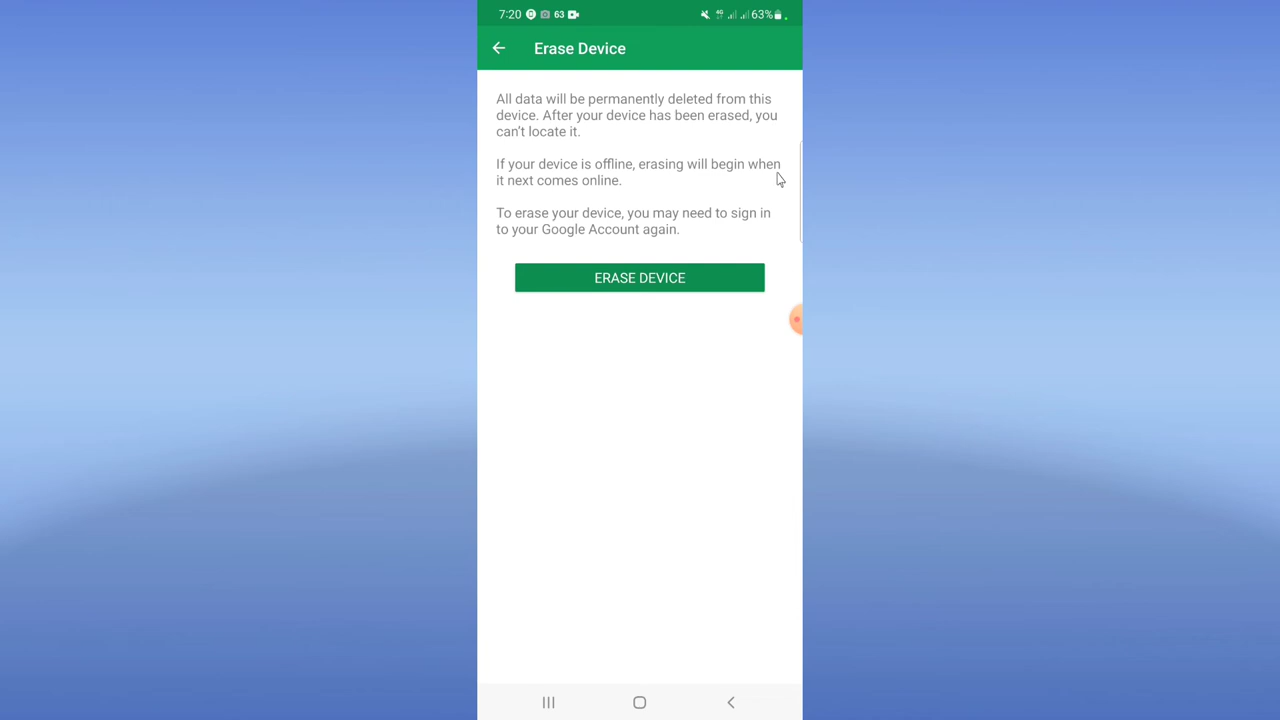 7:20 63 4G 63%
Erase Device
All data will be permanently deleted from this
device. After your device has been erased, you
can't locate it.
If your device is offline, erasing will begin when
it next comes online.
To erase your device, you may need to sign in
to your Google Account again.
ERASE DEVICE